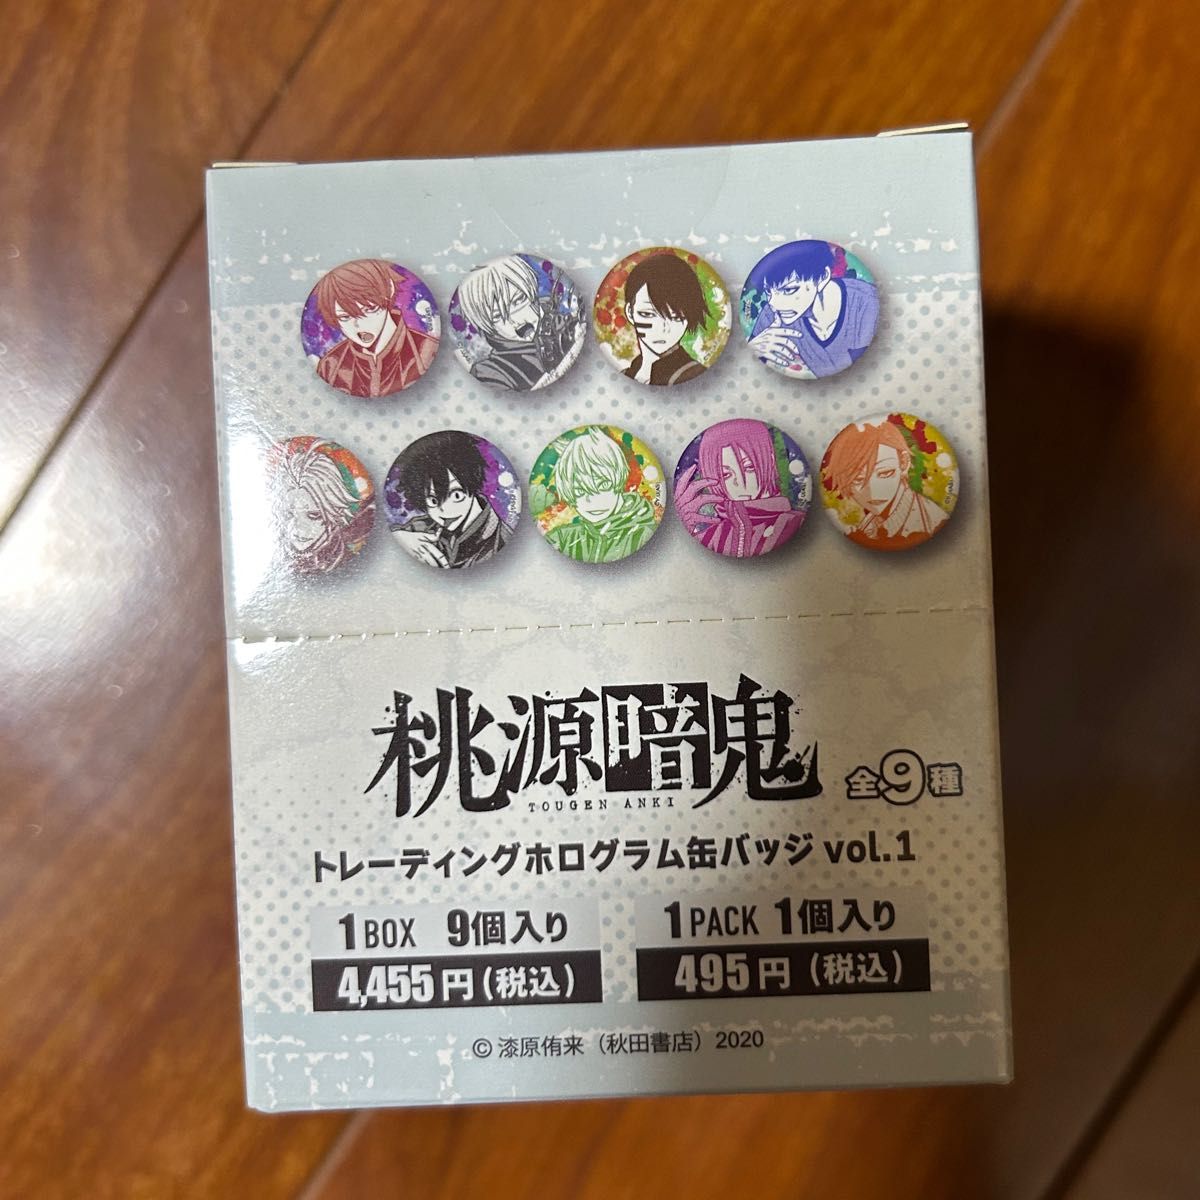 桃源暗鬼
TOUGEN ANKI
全9種
トレーディングホログラム缶バッジ vol.1
1BOX 9個入り
4,455円(税込)
1PACK 1個入り
495円(税込)
©漆原侑来(秋田書店)2020